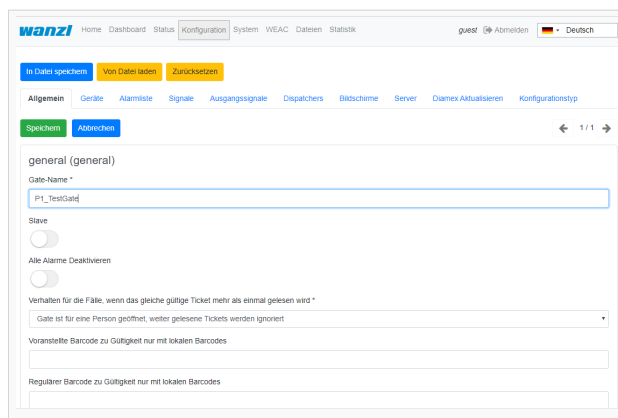 wanzl Home Dashboard Status Konfiguration System WEAC Dateien Statistik guest Abmelden Deutsch
In Datei speichern Von Datei laden Zurücksetzen
Allgemein Geräte Alarmliste Signale Ausgangssignale Dispatchers Bildschirme Server Diamex Aktualisieren Konfigurationstyp
Speichern Abbrechen 1 / 1
general (general)
Gate-Name *
P1_TestGate
Slave
Alle Alarme Deaktivieren
Verhalten für die Fälle, wenn das gleiche gültige Ticket mehr als einmal gelesen wird *
Gate ist für eine Person geöffnet, weiter gelesene Tickets werden ignoriert
Voranstellte Barcode zu Gültigkeit nur mit lokalen Barcodes
Regulärer Barcode zu Gültigkeit nur mit lokalen Barcodes